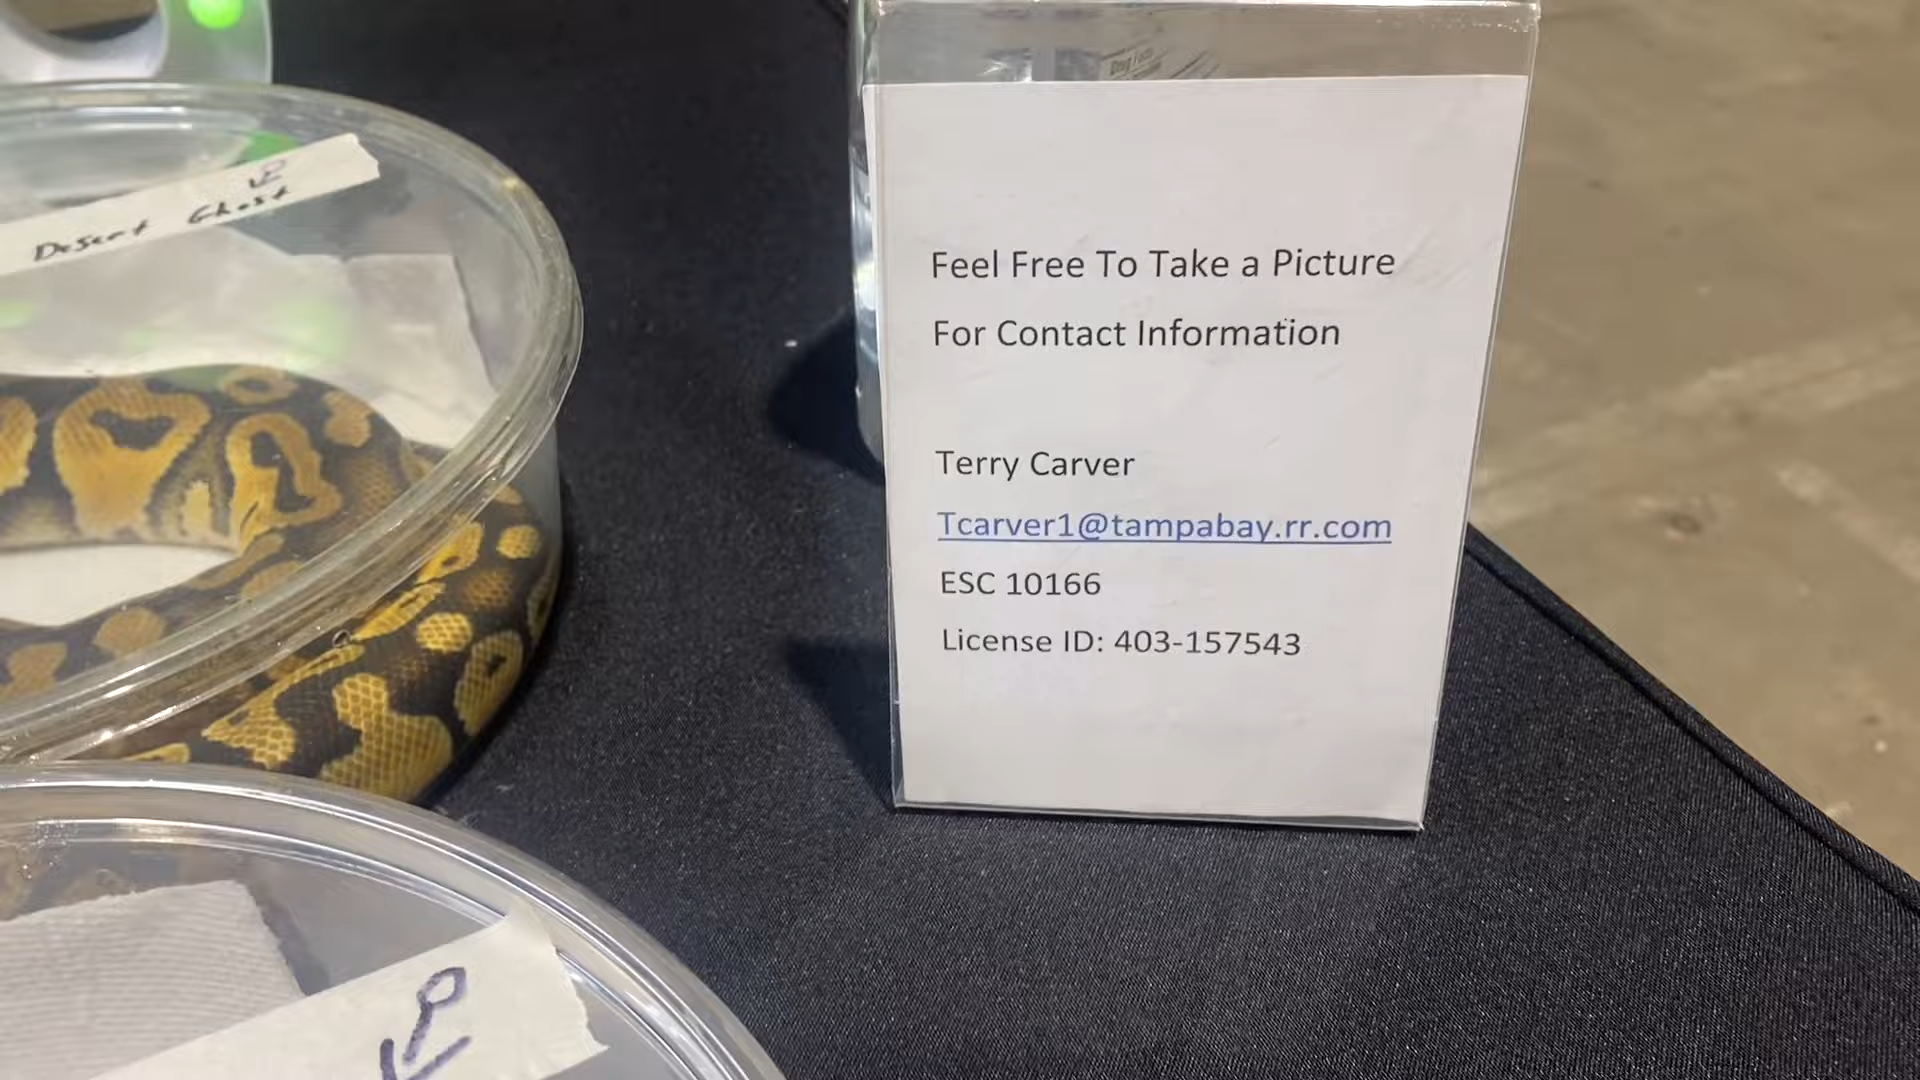 Desert Ghost
Feel Free To Take a Picture
For Contact Information
Terry Carver
Tcarver1@tampabay.rr.com
ESC 10166
License ID: 403-157543